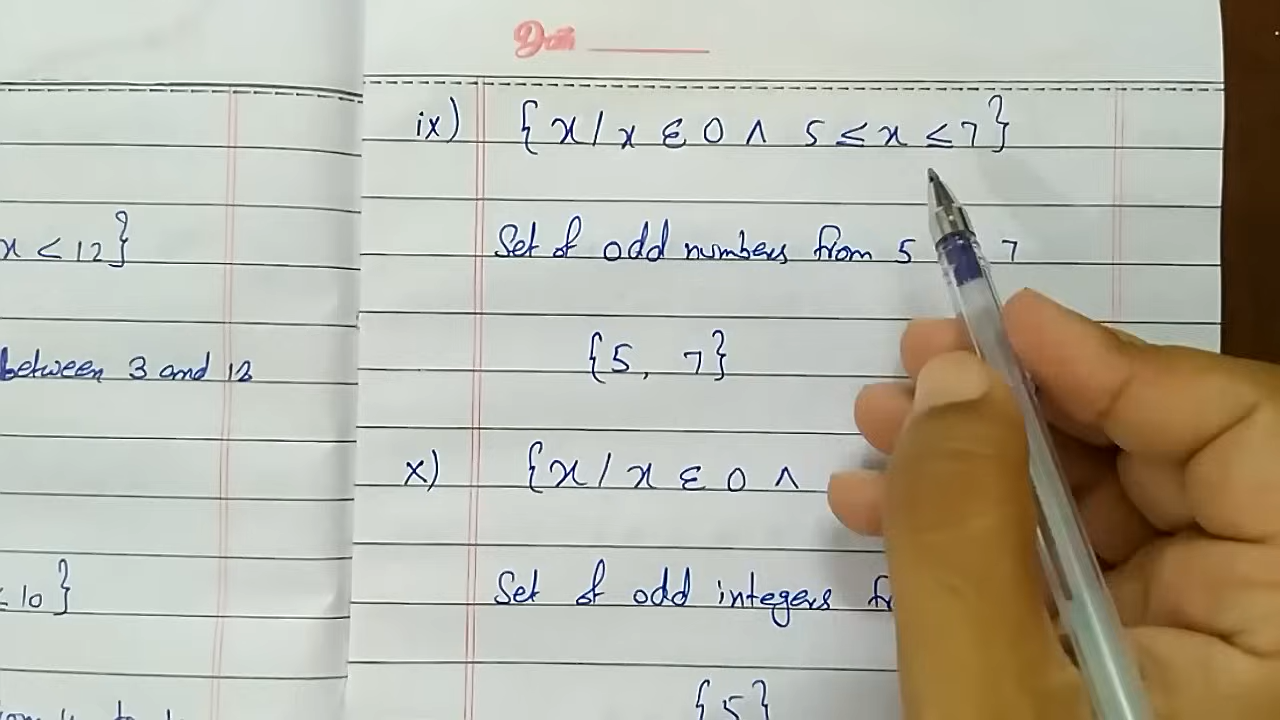 Date
x < 12}
between 3 and 12
10}
ix) {x / x ∈ O ∧ 5 ≤ x ≤ 7}
Set of odd numbers from 5 7
{5, 7}
x) {x / x ∈ O ∧
Set of odd integers
{5}